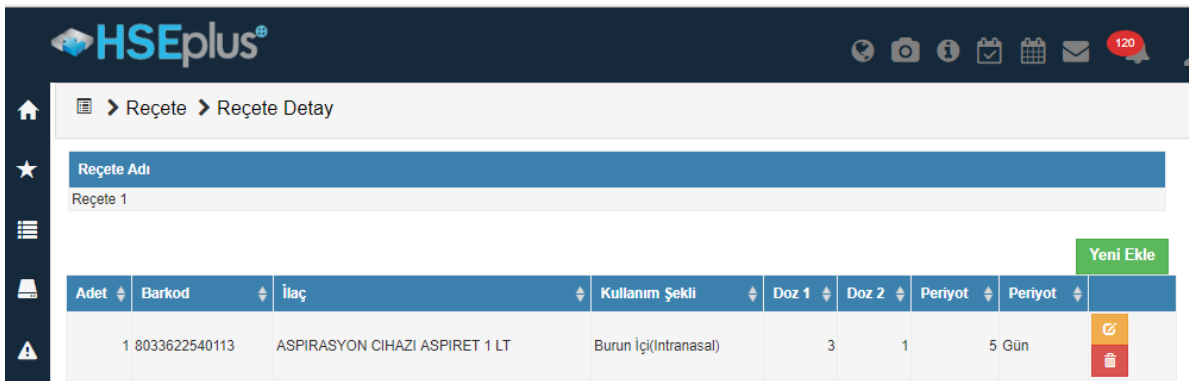 HSEplus
120
Reçete Reçete Detay
Reçete Adı
Reçete 1
Yeni Ekle
Adet Barkod İlaç Kullanım Şekli Doz 1 Doz 2 Periyot Periyot
1 8033622540113 ASPIRASYON CIHAZI ASPIRET 1 LT Burun İçi(Intranasal) 3 1 5 Gün